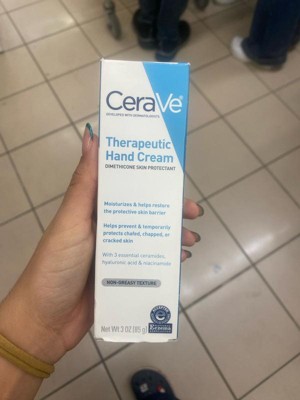 CeraVe
DEVELOPED WITH DERMATOLOGISTS
Therapeutic
Hand Cream
DIMETHICONE SKIN PROTECTANT
Moisturizes & helps restore
the protective skin barrier
Helps prevent & temporarily
protects chafed, chapped, or
cracked skin
With 3 essential ceramides,
hyaluronic acid & niacinamide
NON-GREASY TEXTURE
Eczema
Net Wt 3 OZ (85 g)